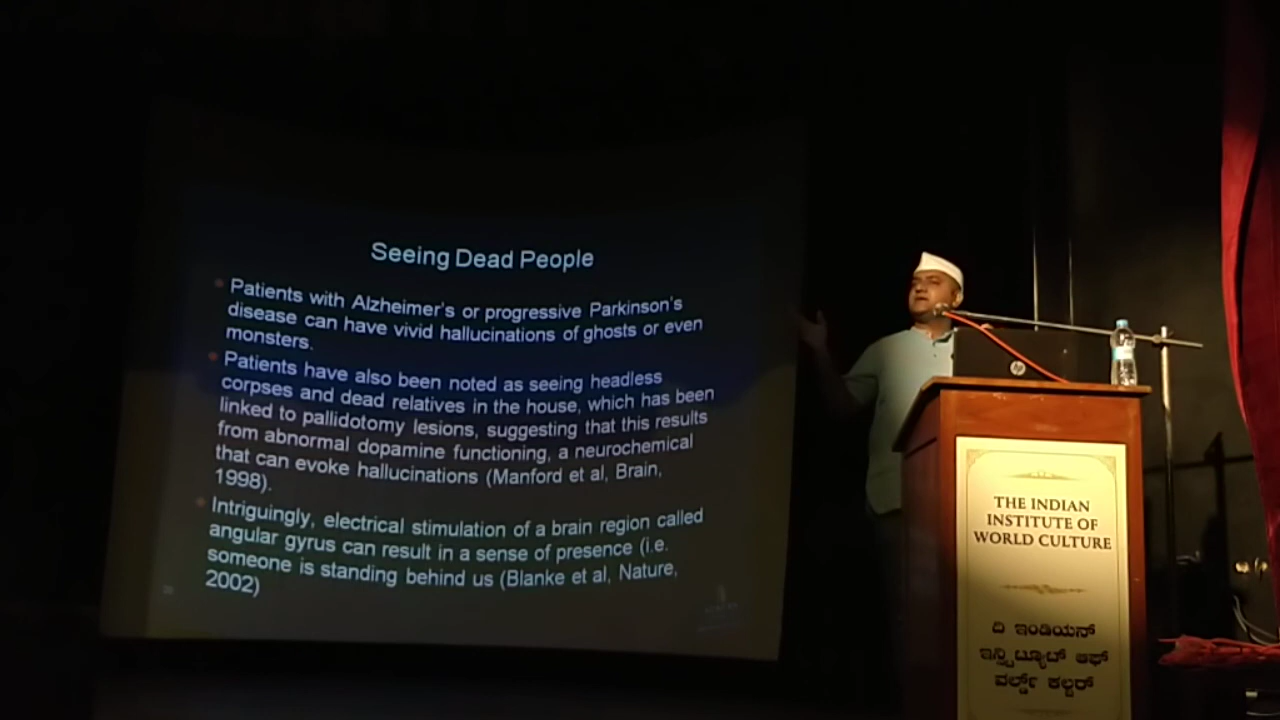 Seeing Dead People
Patients with Alzheimer's or progressive Parkinson's
disease can have vivid hallucinations of ghosts or even
monsters.
Patients have also been noted as seeing headless
corpses and dead relatives in the house, which has been
linked to pallidotomy lesions, suggesting that this results
from abnormal dopamine functioning, a neurochemical
that can evoke hallucinations (Manford et al, Brain,
1998).
Intriguingly, electrical stimulation of a brain region called
angular gyrus can result in a sense of presence (i.e.
someone is standing behind us (Blanke et al, Nature,
2002)
THE INDIAN
INSTITUTE OF
WORLD CULTURE
ದಿ ಇಂಡಿಯನ್
ಇನ್ಸ್ಟಿಟ್ಯೂಟ್ ಆಫ್
ವರ್ಲ್ಡ್ ಕಲ್ಚರ್
hp